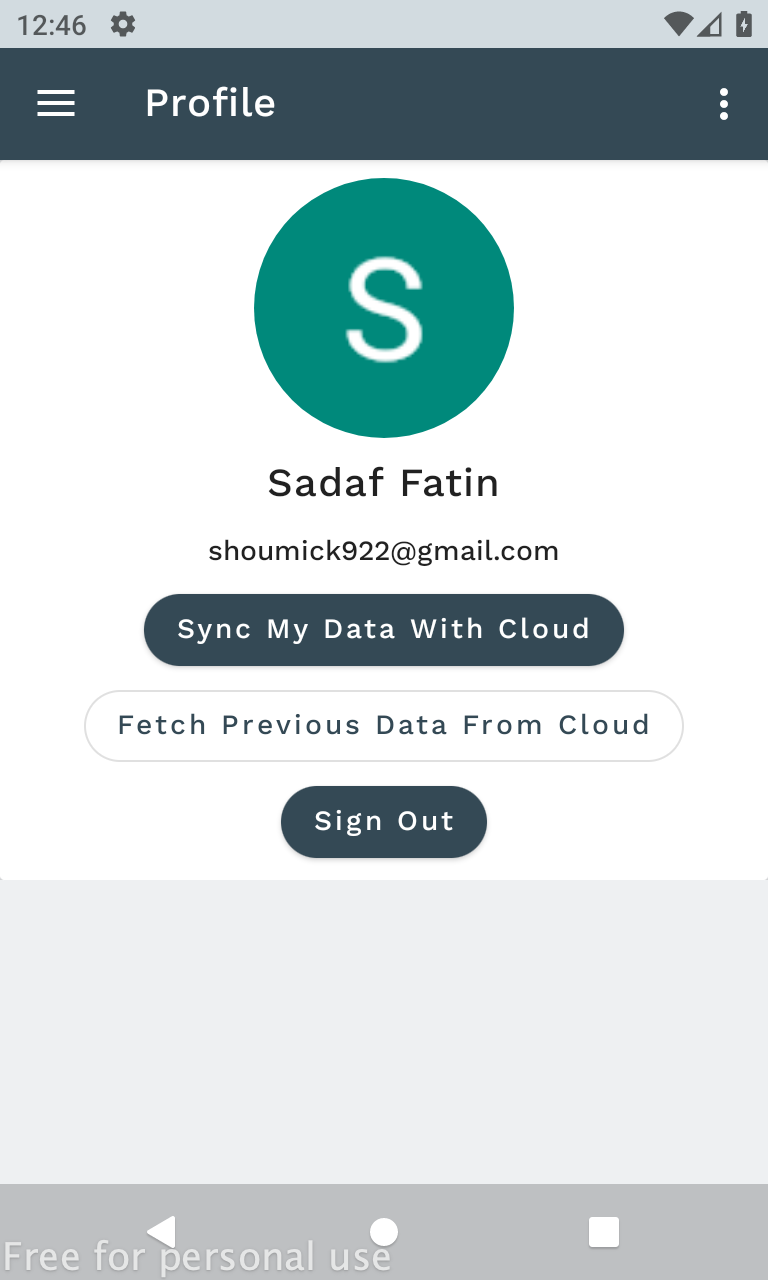 12:46
Profile
S
Sadaf Fatin
shoumick922@gmail.com
Sync My Data With Cloud
Fetch Previous Data From Cloud
Sign Out
Free for personal use